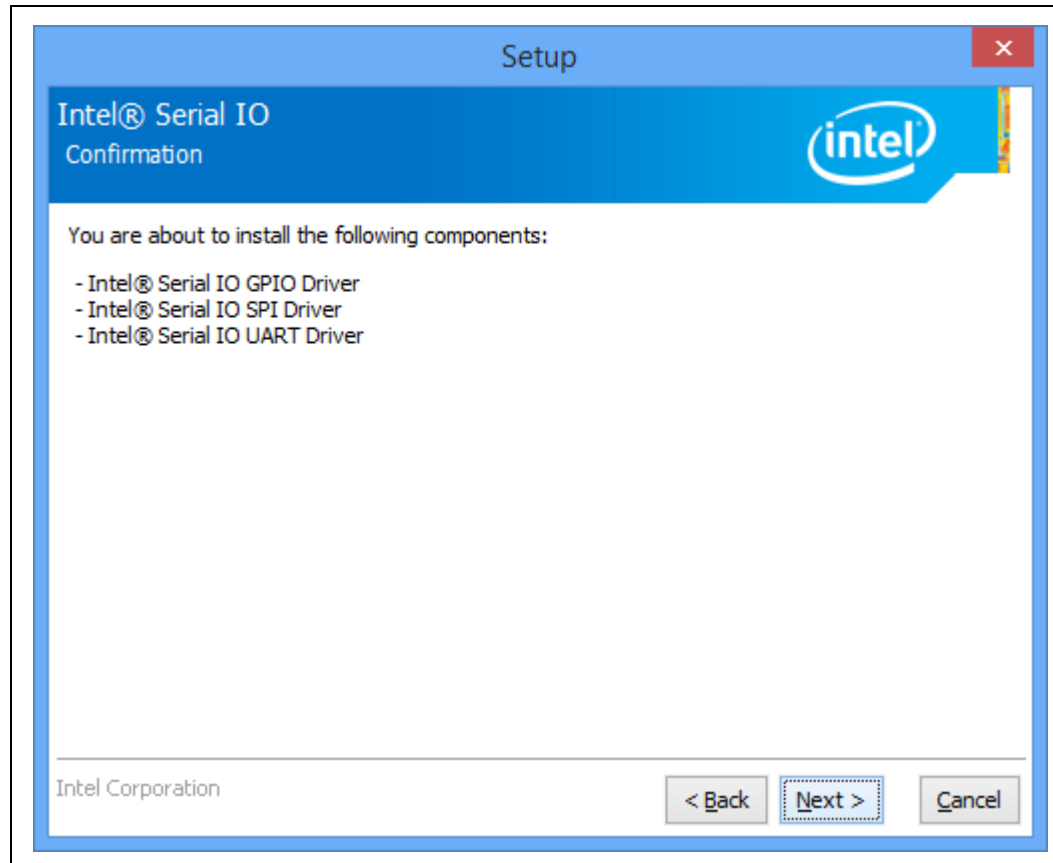 Setup
Intel® Serial IO
Confirmation
intel
You are about to install the following components:
- Intel® Serial IO GPIO Driver
- Intel® Serial IO SPI Driver
- Intel® Serial IO UART Driver
Intel Corporation
< Back
Next >
Cancel